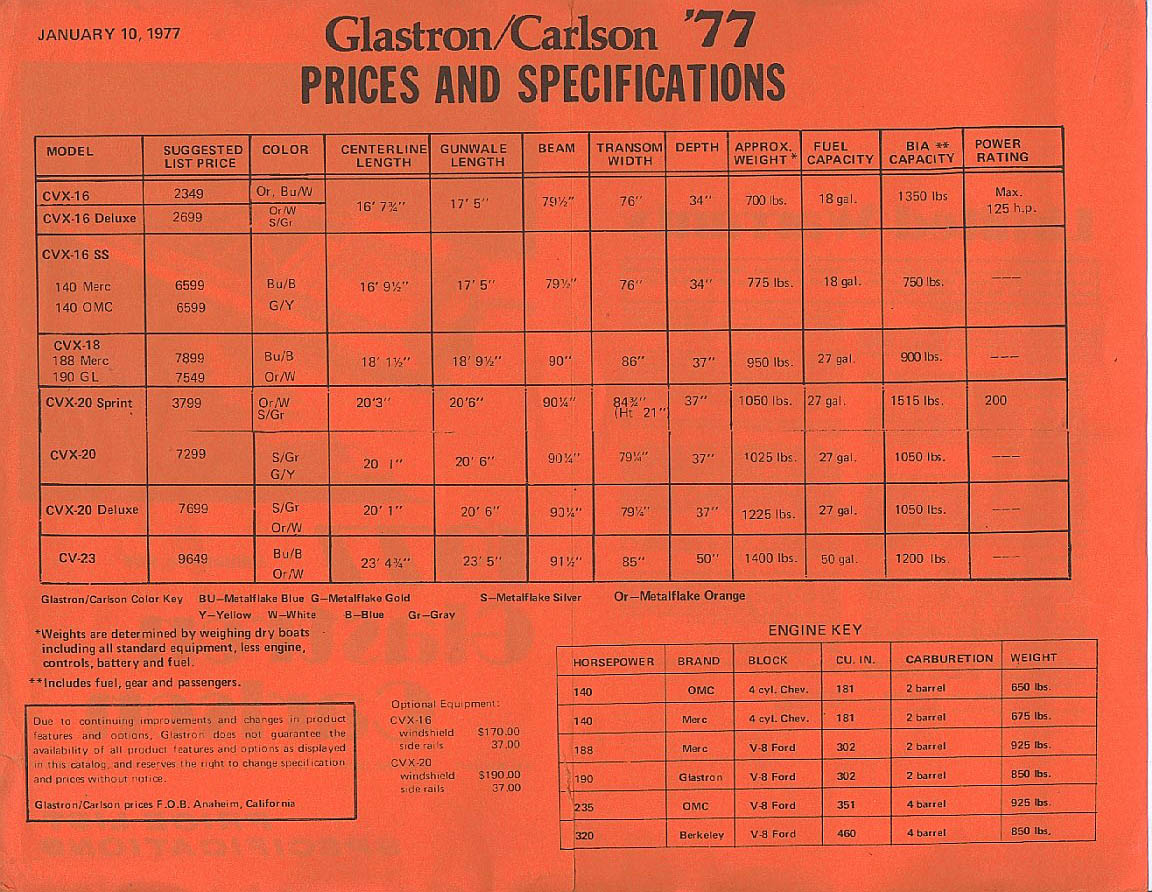 JANUARY 10, 1977
Glastron/Carlson '77
PRICES AND SPECIFICATIONS
MODEL SUGGESTED LIST PRICE COLOR CENTERLINE LENGTH GUNWALE LENGTH BEAM TRANSOM WIDTH DEPTH APPROX. WEIGHT* FUEL CAPACITY BIA ** CAPACITY POWER RATING
CVX-16 2349 Or, Bu/W 16' 7¾" 17' 5" 79½" 76" 34" 700 lbs. 18 gal. 1350 lbs Max. 125 h.p.
CVX-16 Deluxe 2699 Or/W S/Gr
CVX-16 SS
140 Merc 6599 Bu/B 16' 9½" 17' 5" 79½" 76" 34" 775 lbs. 18 gal. 750 lbs. ---
140 OMC 6599 G/Y
CVX-18
188 Merc 7899 Bu/B 18' 1½" 18' 9½" 90" 86" 37" 950 lbs. 27 gal. 900 lbs. ---
190 GL 7549 Or/W
CVX-20 Sprint 3799 Or/W S/Gr 20'3" 20'6" 90¼" 84¾" (Ht 21") 37" 1050 lbs. 27 gal. 1515 lbs. 200
CVX-20 7299 S/Gr G/Y 20 1" 20' 6" 90¼" 79¼" 37" 1025 lbs. 27 gal. 1050 lbs. ---
CVX-20 Deluxe 7699 S/Gr Or/W 20' 1" 20' 6" 90¼" 79¼" 37" 1225 lbs. 27 gal. 1050 lbs. ---
CV-23 9649 Bu/B Or/W 23' 4¾" 23' 5" 91½" 85" 50" 1400 lbs. 50 gal. 1200 lbs. ---
Glastron/Carlson Color Key BU—Metalflake Blue G—Metalflake Gold S—Metalflake Silver Or—Metalflake Orange
Y—Yellow W—White B—Blue Gr—Gray
*Weights are determined by weighing dry boats
including all standard equipment, less engine,
controls, battery and fuel.
**Includes fuel, gear and passengers.
Due to continuing improvements and changes in product
features and options, Glastron does not guarantee the
availability of all product features and options as displayed
in this catalog, and reserves the right to change specification
and prices without notice.
Glastron/Carlson prices F.O.B. Anaheim, California
Optional Equipment:
CVX-16
windshield $170.00
side rails 37.00
CVX-20
windshield $190.00
side rails 37.00
ENGINE KEY
HORSEPOWER BRAND BLOCK CU. IN. CARBURETION WEIGHT
140 OMC 4 cyl. Chev. 181 2 barrel 650 lbs.
140 Merc 4 cyl. Chev. 181 2 barrel 675 lbs.
188 Merc V-8 Ford 302 2 barrel 925 lbs.
190 Glastron V-8 Ford 302 2 barrel 850 lbs.
235 OMC V-8 Ford 351 4 barrel 925 lbs.
320 Berkeley V-8 Ford 460 4 barrel 850 lbs.